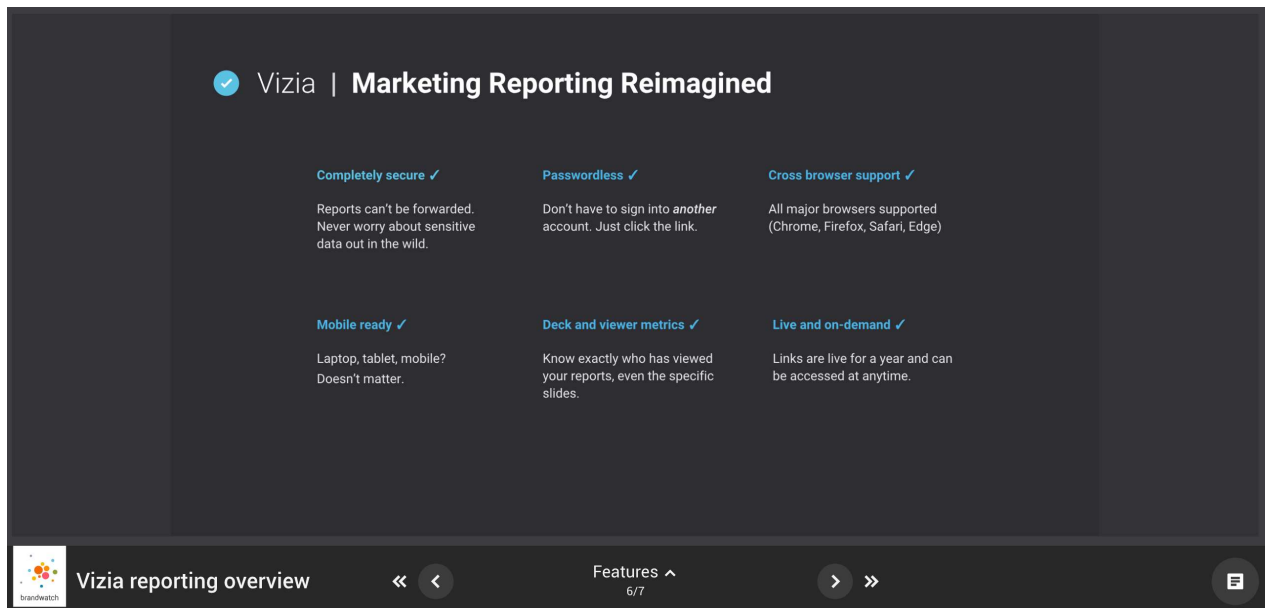 Vizia | Marketing Reporting Reimagined
Completely secure ✓
Reports can't be forwarded.
Never worry about sensitive
data out in the wild.
Passwordless ✓
Don't have to sign into another
account. Just click the link.
Cross browser support ✓
All major browsers supported
(Chrome, Firefox, Safari, Edge)
Mobile ready ✓
Laptop, tablet, mobile?
Doesn't matter.
Deck and viewer metrics ✓
Know exactly who has viewed
your reports, even the specific
slides.
Live and on-demand ✓
Links are live for a year and can
be accessed at anytime.
brandwatch
Vizia reporting overview
Features
6/7